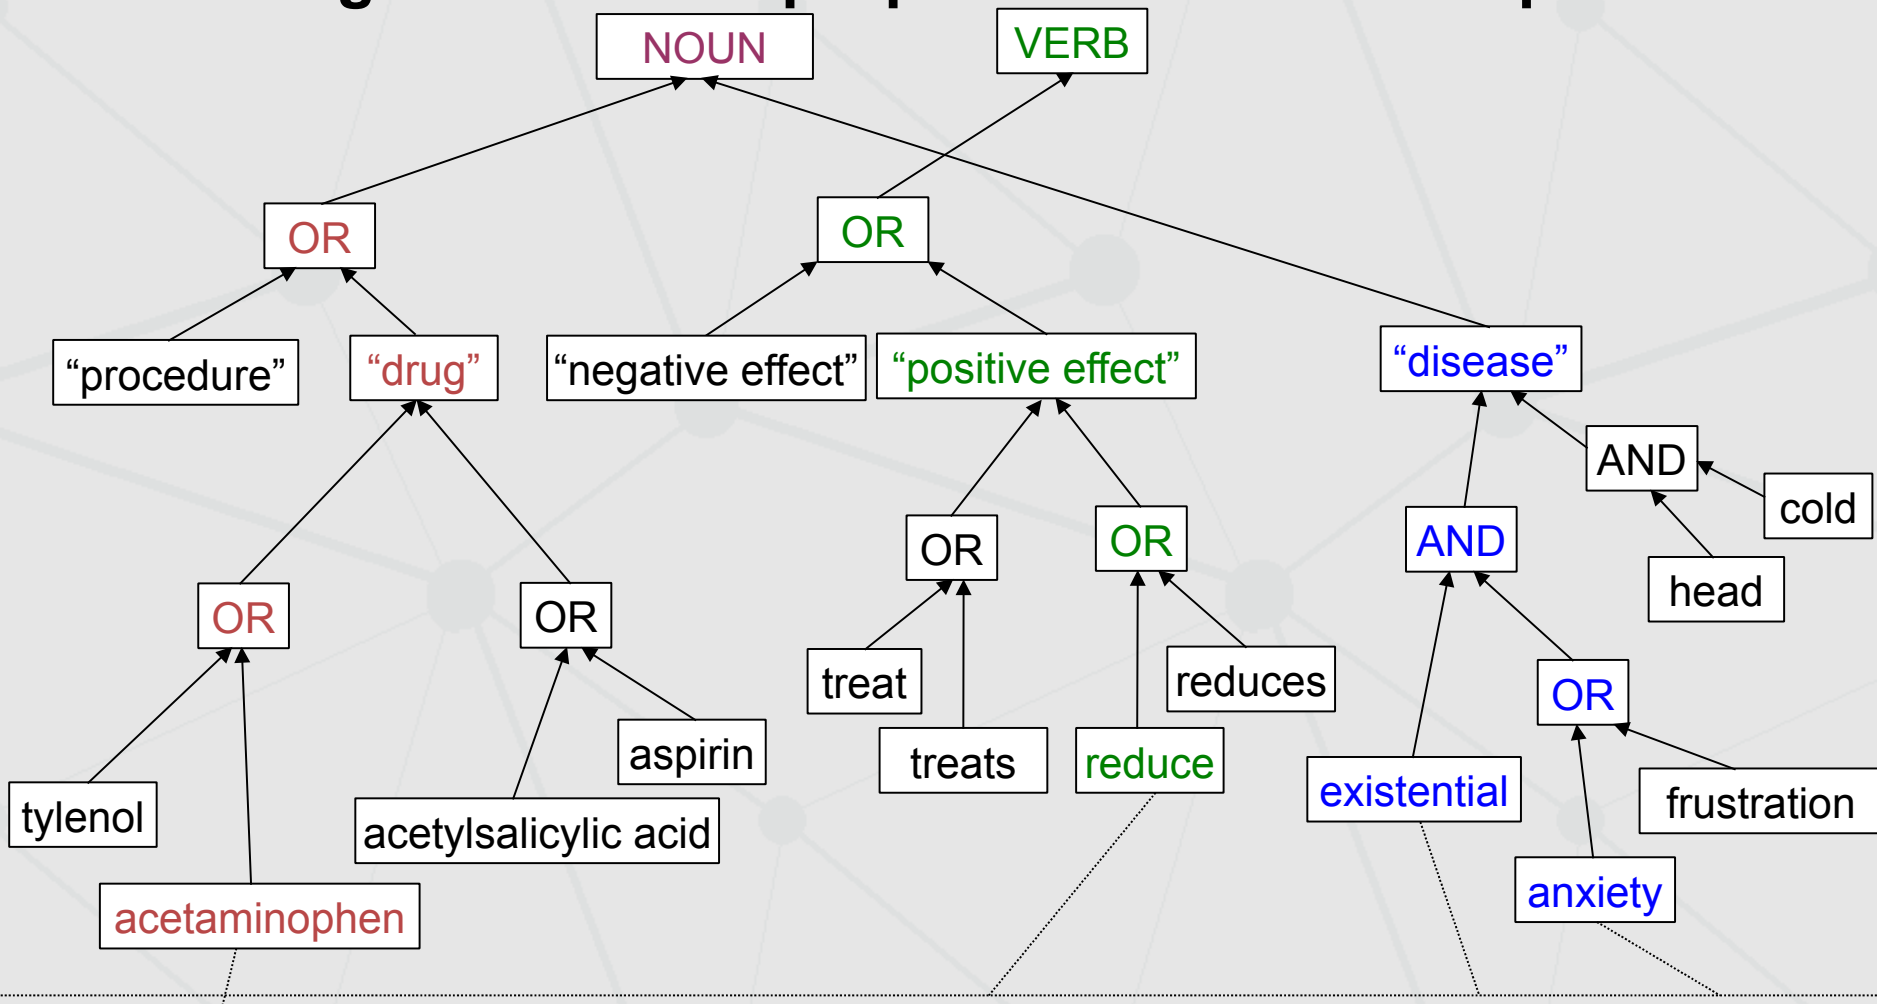 NOUN
VERB
OR
OR
“procedure”
“drug”
“negative effect”
“positive effect”
“disease”
AND
cold
OR
OR
AND
head
OR
OR
treat
reduces
OR
aspirin
treats
reduce
existential
frustration
tylenol
acetylsalicylic acid
anxiety
acetaminophen